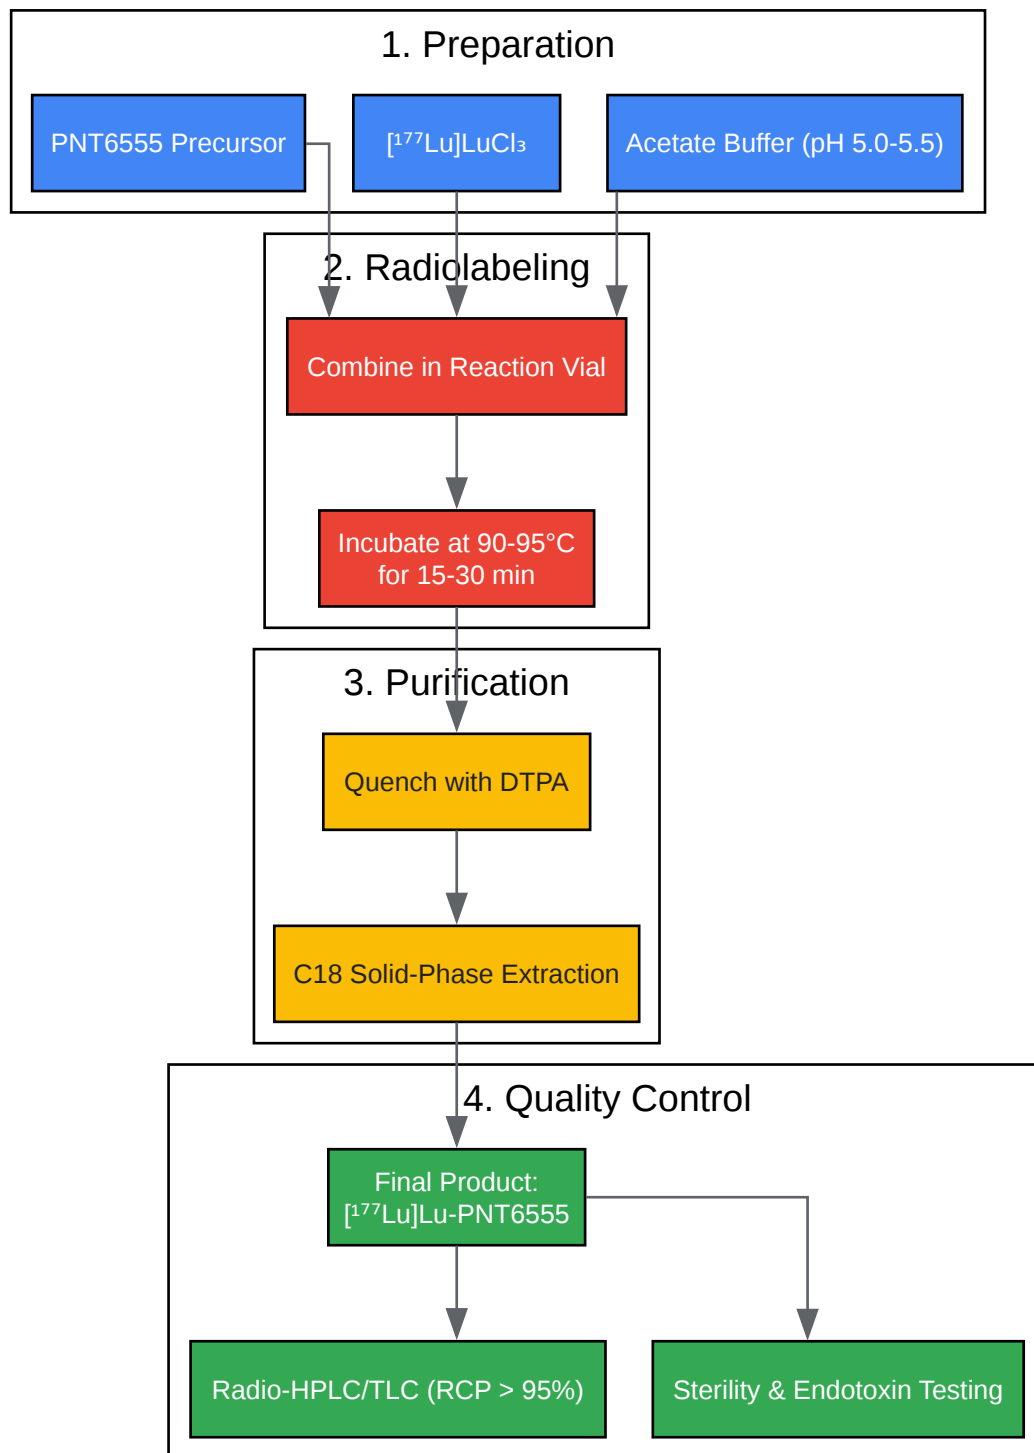 1. Preparation
PNT6555 Precursor
[¹⁷⁷Lu]LuCl₃
Acetate Buffer (pH 5.0-5.5)
2. Radiolabeling
Combine in Reaction Vial
Incubate at 90-95°C
for 15-30 min
3. Purification
Quench with DTPA
C18 Solid-Phase Extraction
4. Quality Control
Final Product:
[¹⁷⁷Lu]Lu-PNT6555
Radio-HPLC/TLC (RCP > 95%)
Sterility & Endotoxin Testing